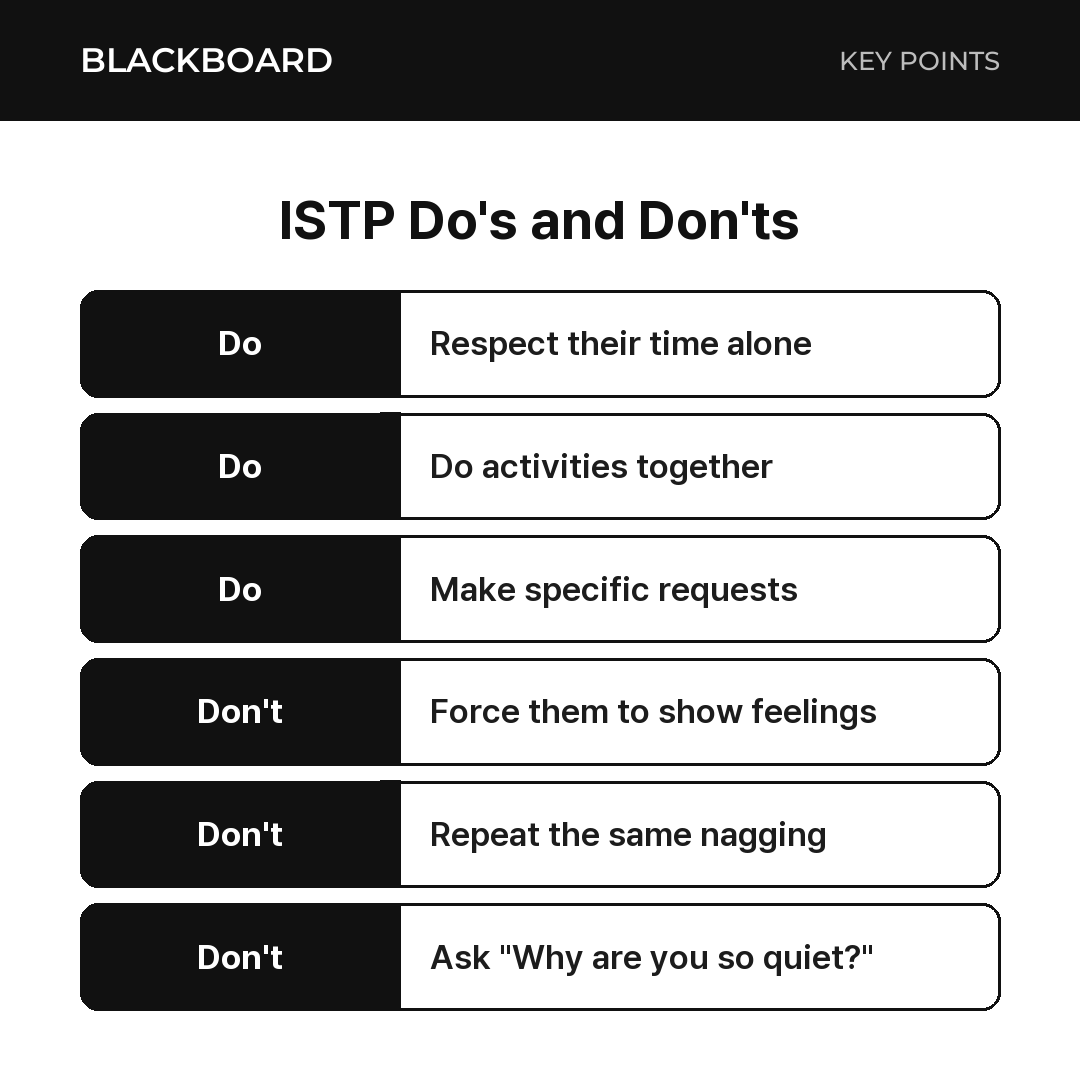 BLACKBOARD
KEY POINTS
ISTP Do's and Don'ts
Do
Respect their time alone
Do
Do activities together
Do
Make specific requests
Don't
Force them to show feelings
Don't
Repeat the same nagging
Don't
Ask "Why are you so quiet?"